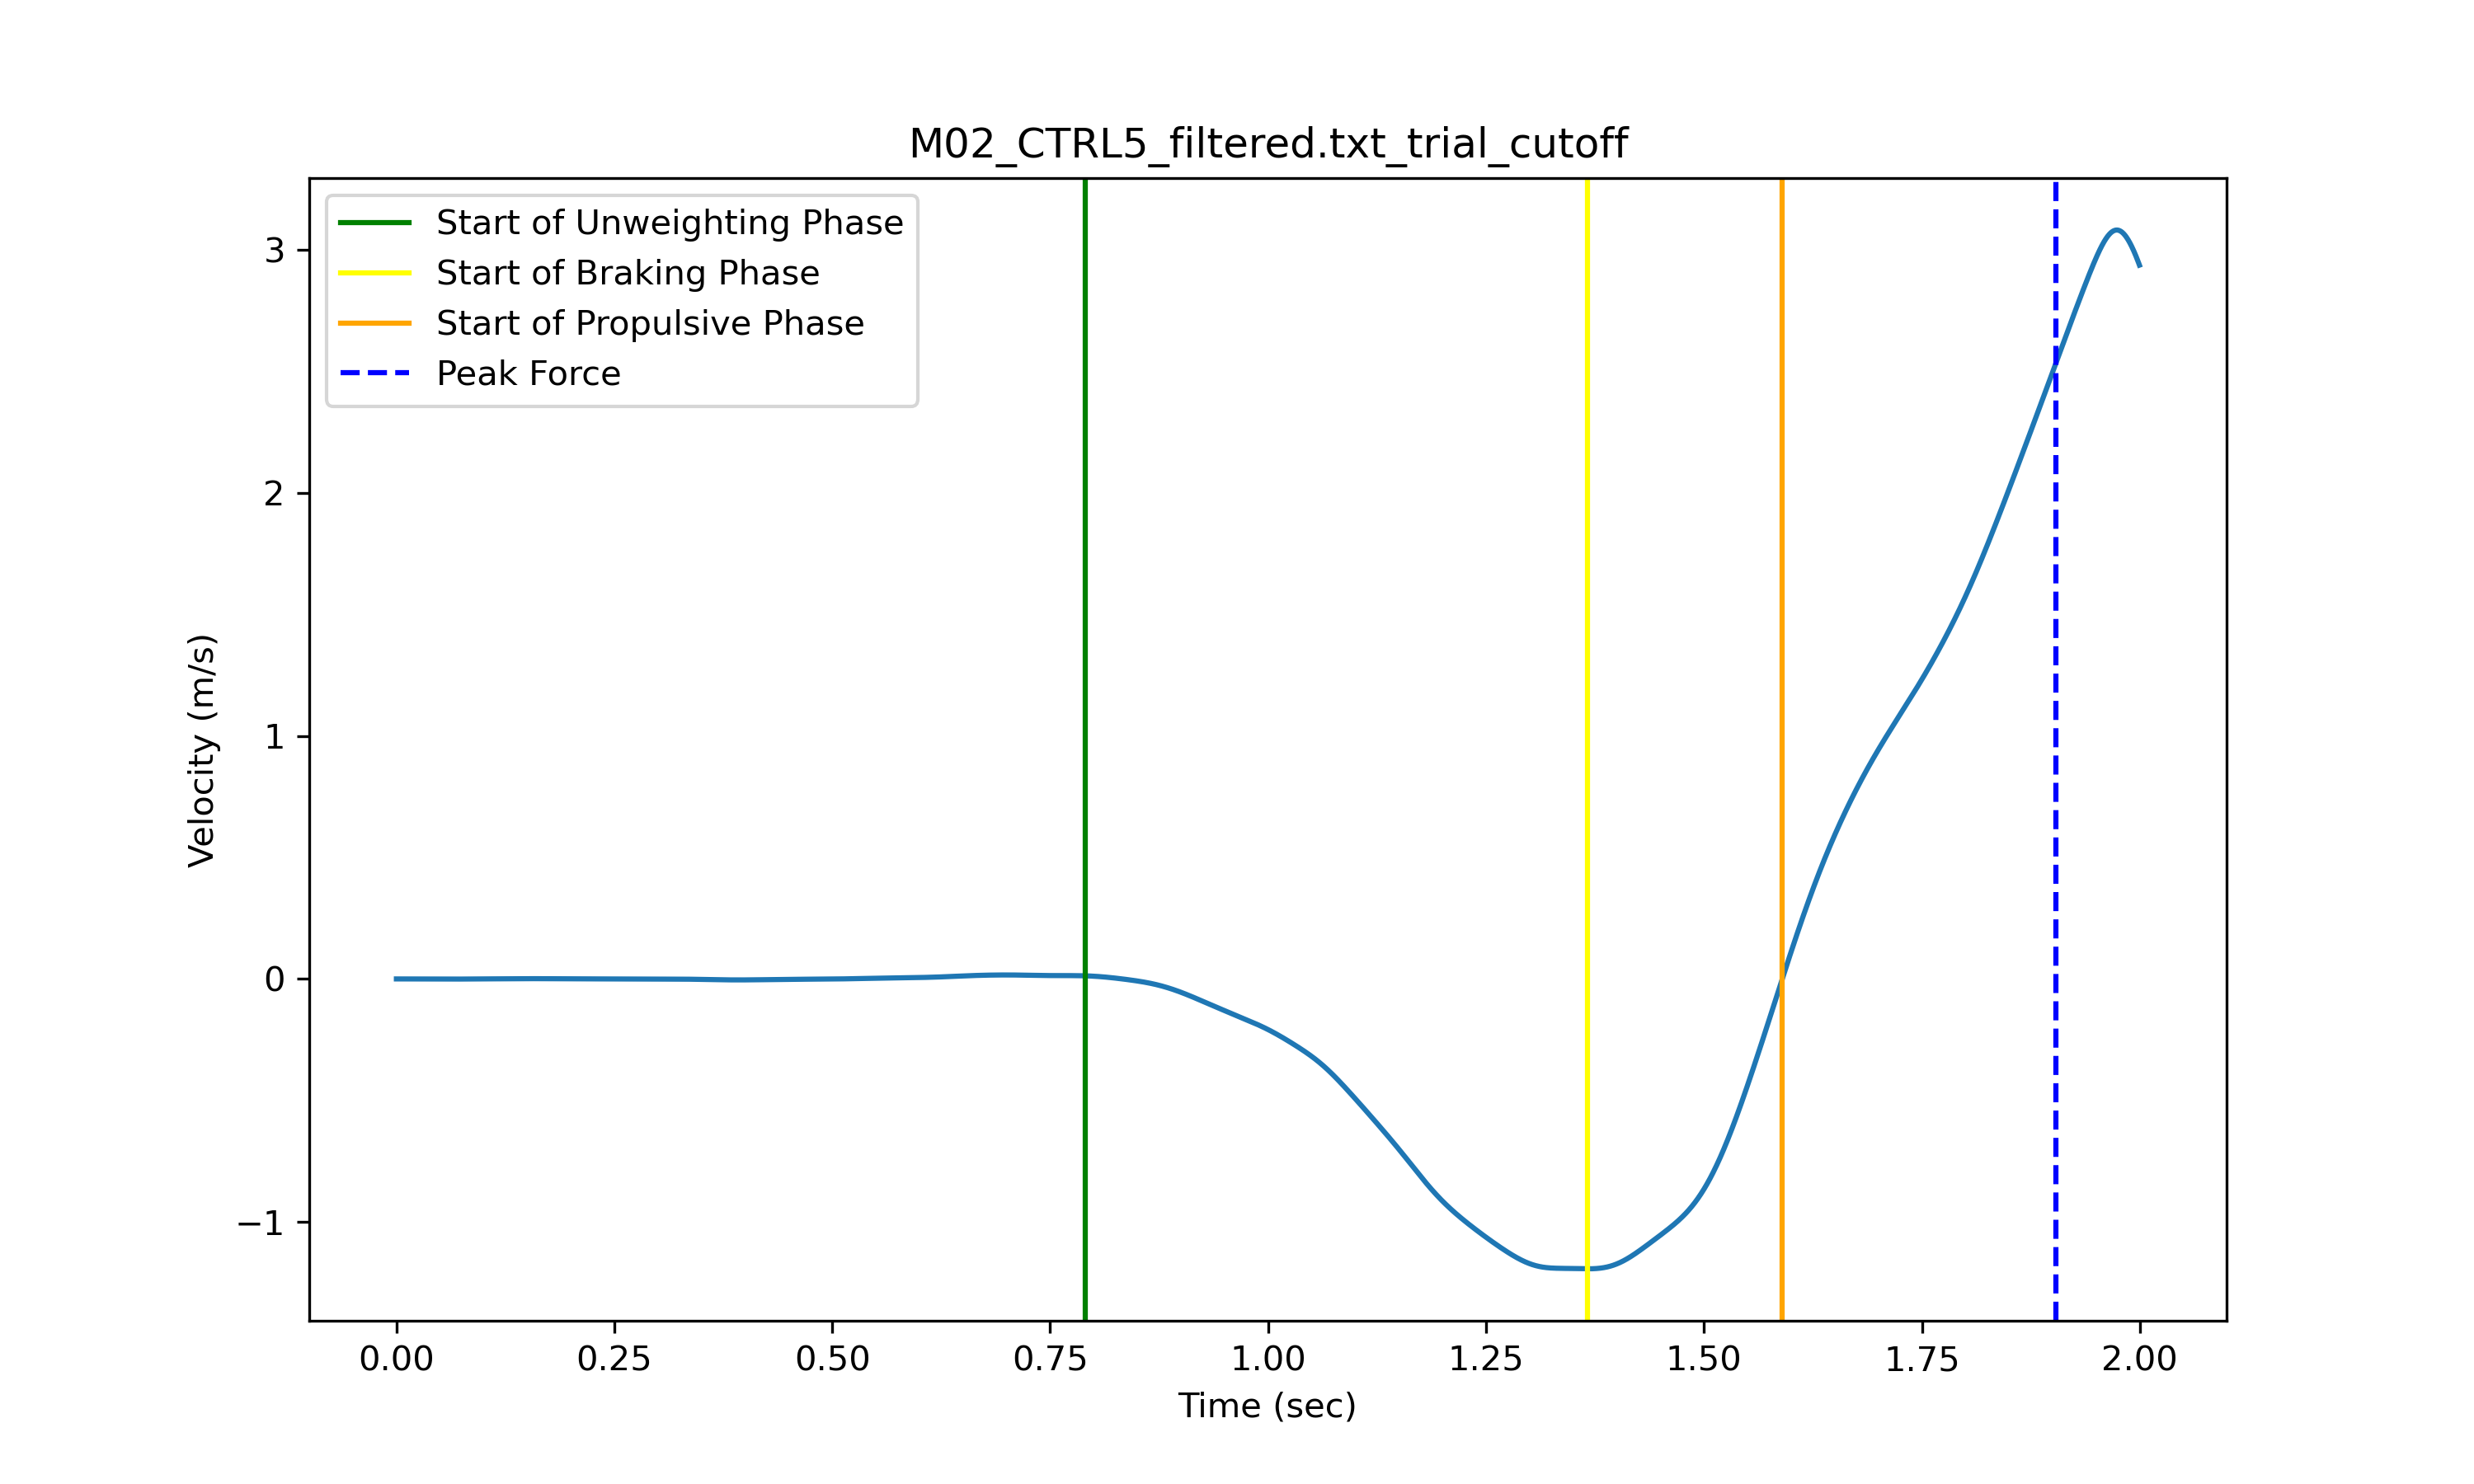 M02_CTRL5_filtered.txt_trial_cutoff
Start of Unweighting Phase
Start of Braking Phase
Start of Propulsive Phase
Peak Force
3
2
1
0
−1
Velocity (m/s)
0.00 0.25 0.50 0.75 1.00 1.25 1.50 1.75 2.00
Time (sec)